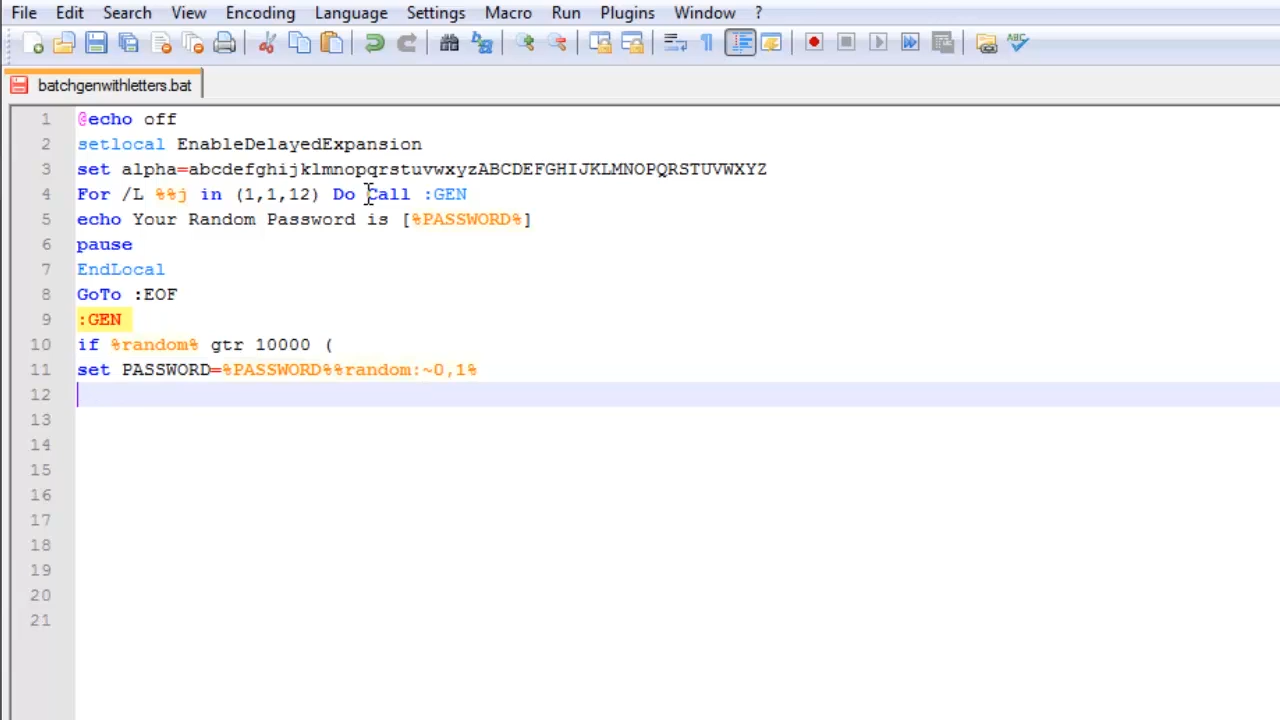 File Edit Search View Encoding Language Settings Macro Run Plugins Window ?
batchgenwithletters.bat
1 @echo off
2 setlocal EnableDelayedExpansion
3 set alpha=abcdefghijklmnopqrstuvwxyzABCDEFGHIJKLMNOPQRSTUVWXYZ
4 For /L %%j in (1,1,12) Do Call :GEN
5 echo Your Random Password is [%PASSWORD%]
6 pause
7 EndLocal
8 GoTo :EOF
9 :GEN
10 if %random% gtr 10000 (
11 set PASSWORD=%PASSWORD%%random:~0,1%
12
13
14
15
16
17
18
19
20
21